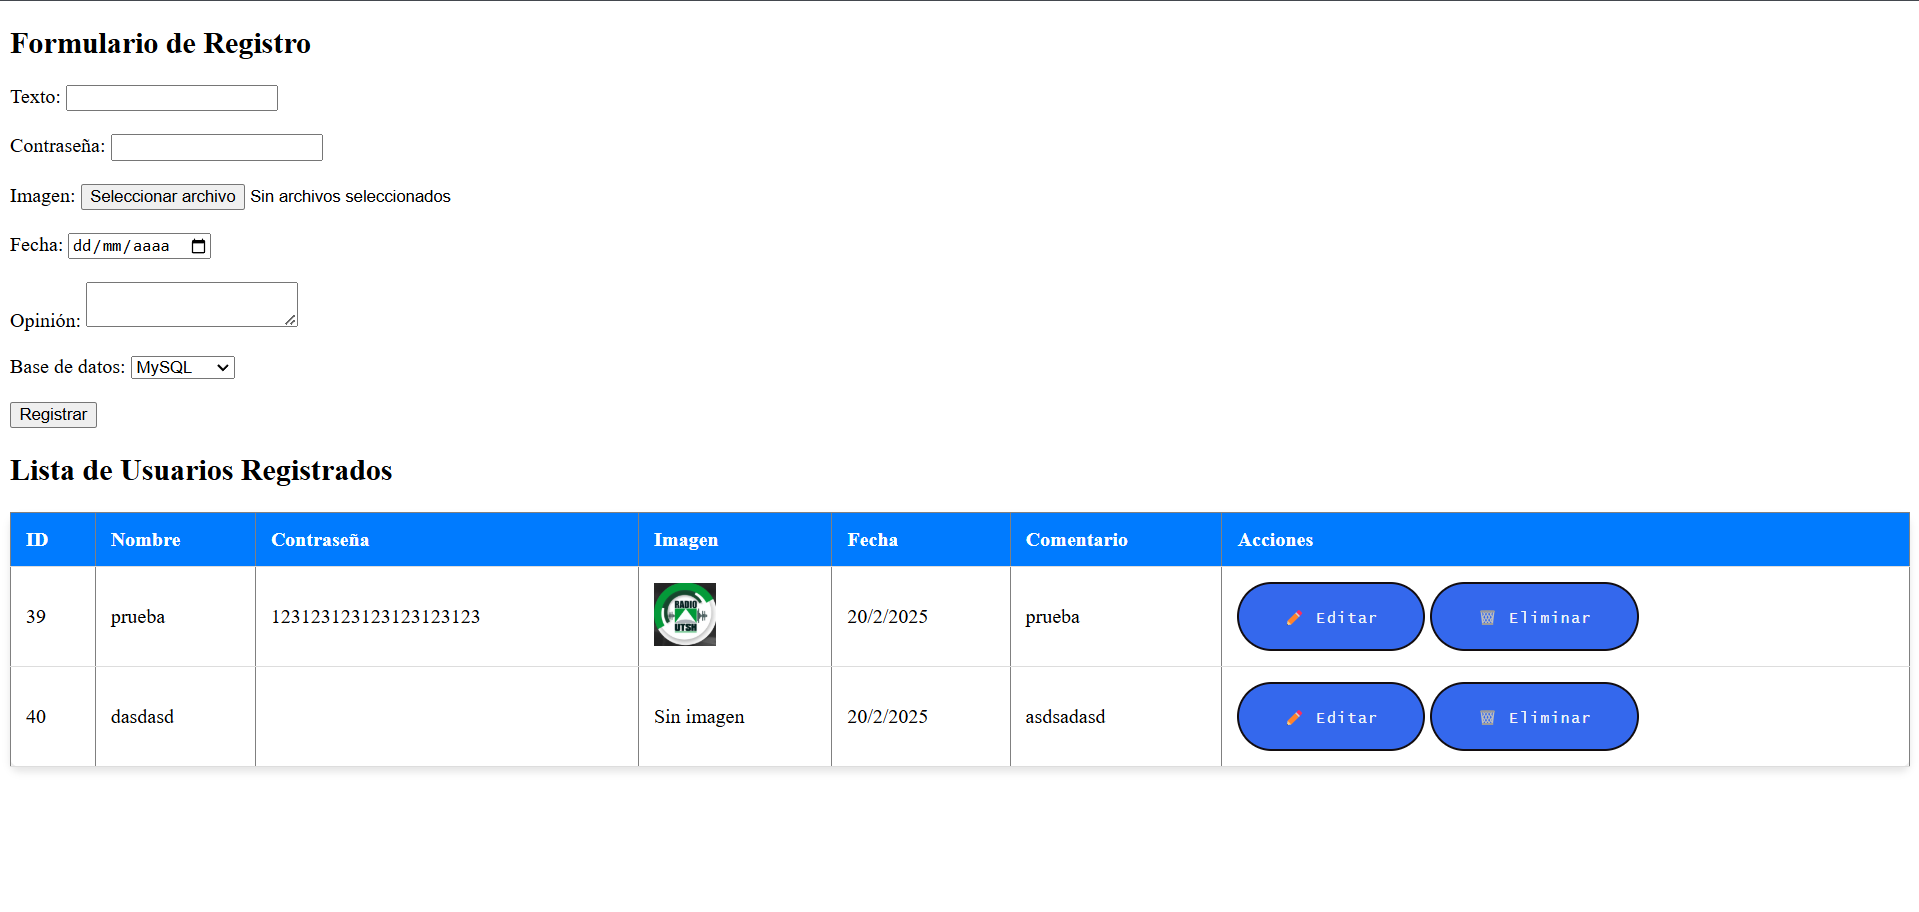 Formulario de Registro
Texto:
Contraseña:
Imagen: Seleccionar archivo Sin archivos seleccionados
Fecha: dd/mm/aaaa
Opinión:
Base de datos: MySQL
Registrar
Lista de Usuarios Registrados
ID Nombre Contraseña Imagen Fecha Comentario Acciones
39 prueba 123123123123123123123 RADIO UTSH 20/2/2025 prueba Editar Eliminar
40 dasdasd Sin imagen 20/2/2025 asdsadasd Editar Eliminar